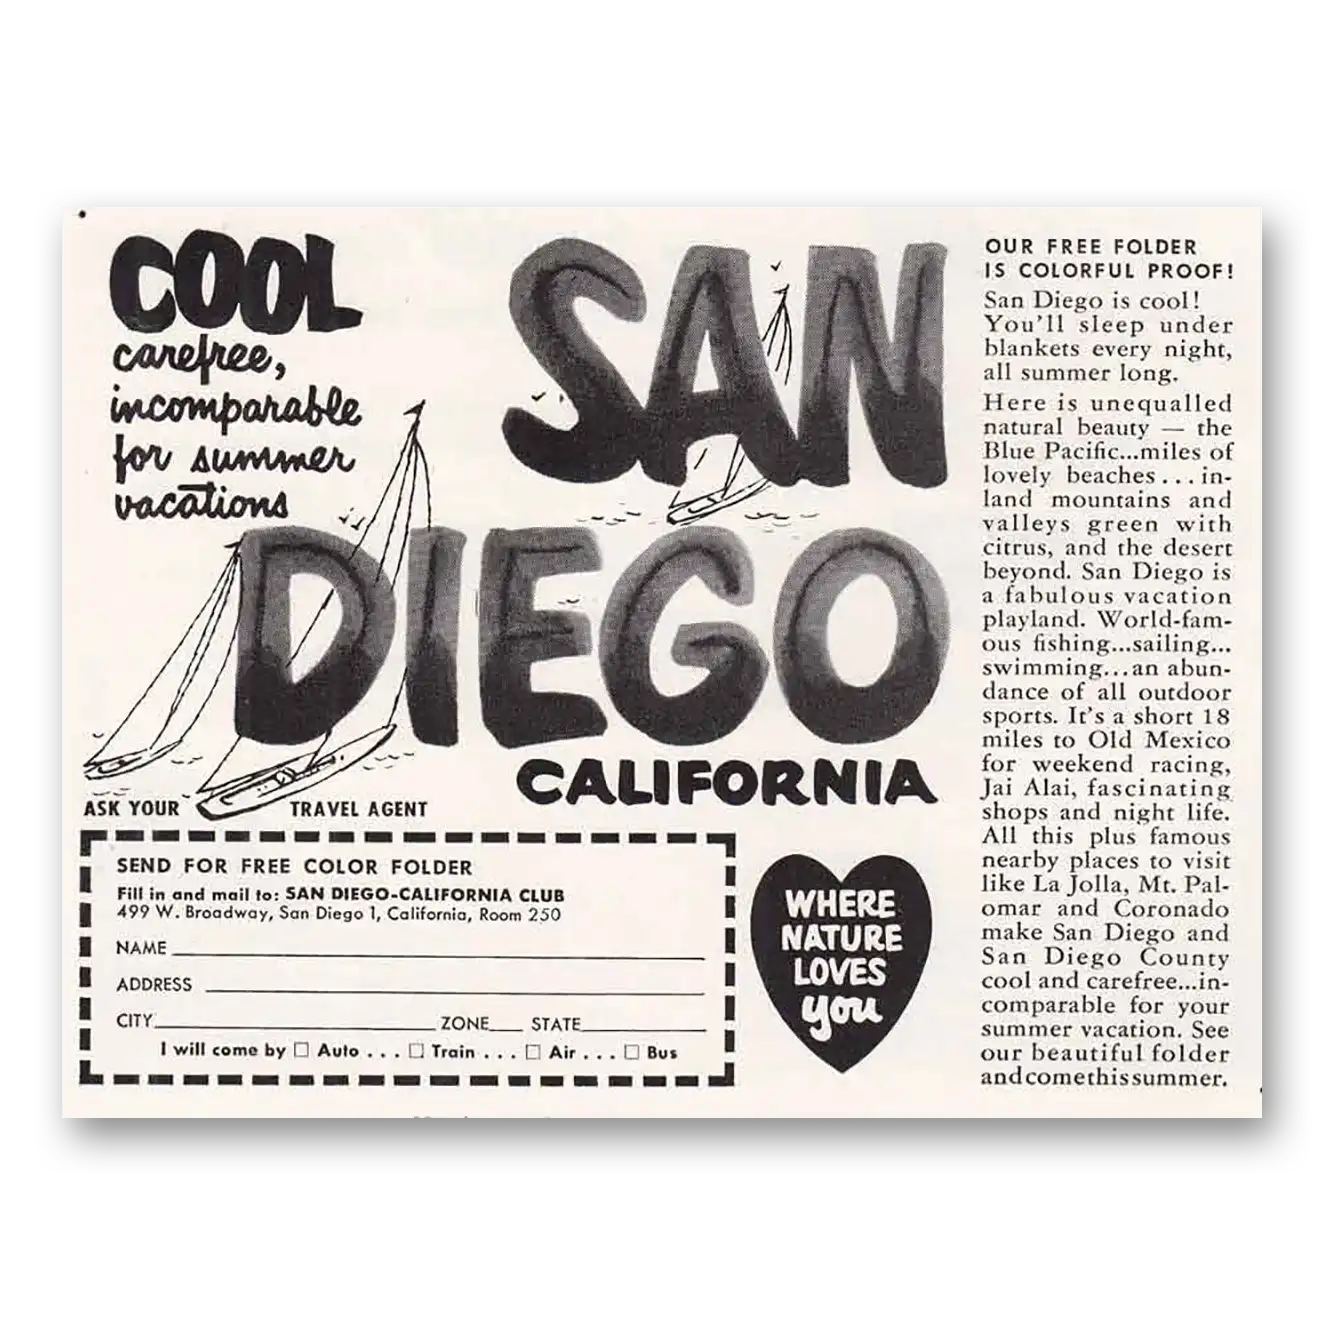 COOL
carefree,
incomparable
for summer
vacations
SAN
DIEGO
CALIFORNIA
ASK YOUR TRAVEL AGENT
SEND FOR FREE COLOR FOLDER
Fill in and mail to: SAN DIEGO-CALIFORNIA CLUB
499 W. Broadway, San Diego 1, California, Room 250
NAME
ADDRESS
CITY ZONE STATE
I will come by □ Auto . . . □ Train . . . □ Air . . . □ Bus
WHERE
NATURE
LOVES
you
OUR FREE FOLDER
IS COLORFUL PROOF!
San Diego is cool!
You'll sleep under
blankets every night,
all summer long.
Here is unequalled
natural beauty — the
Blue Pacific...miles of
lovely beaches . . . in-
land mountains and
valleys green with
citrus, and the desert
beyond. San Diego is
a fabulous vacation
playland. World-fam-
ous fishing...sailing...
swimming...an abun-
dance of all outdoor
sports. It's a short 18
miles to Old Mexico
for weekend racing,
Jai Alai, fascinating
shops and night life.
All this plus famous
nearby places to visit
like La Jolla, Mt. Pal-
omar and Coronado
make San Diego and
San Diego County
cool and carefree...in-
comparable for your
summer vacation. See
our beautiful folder
and come this summer.